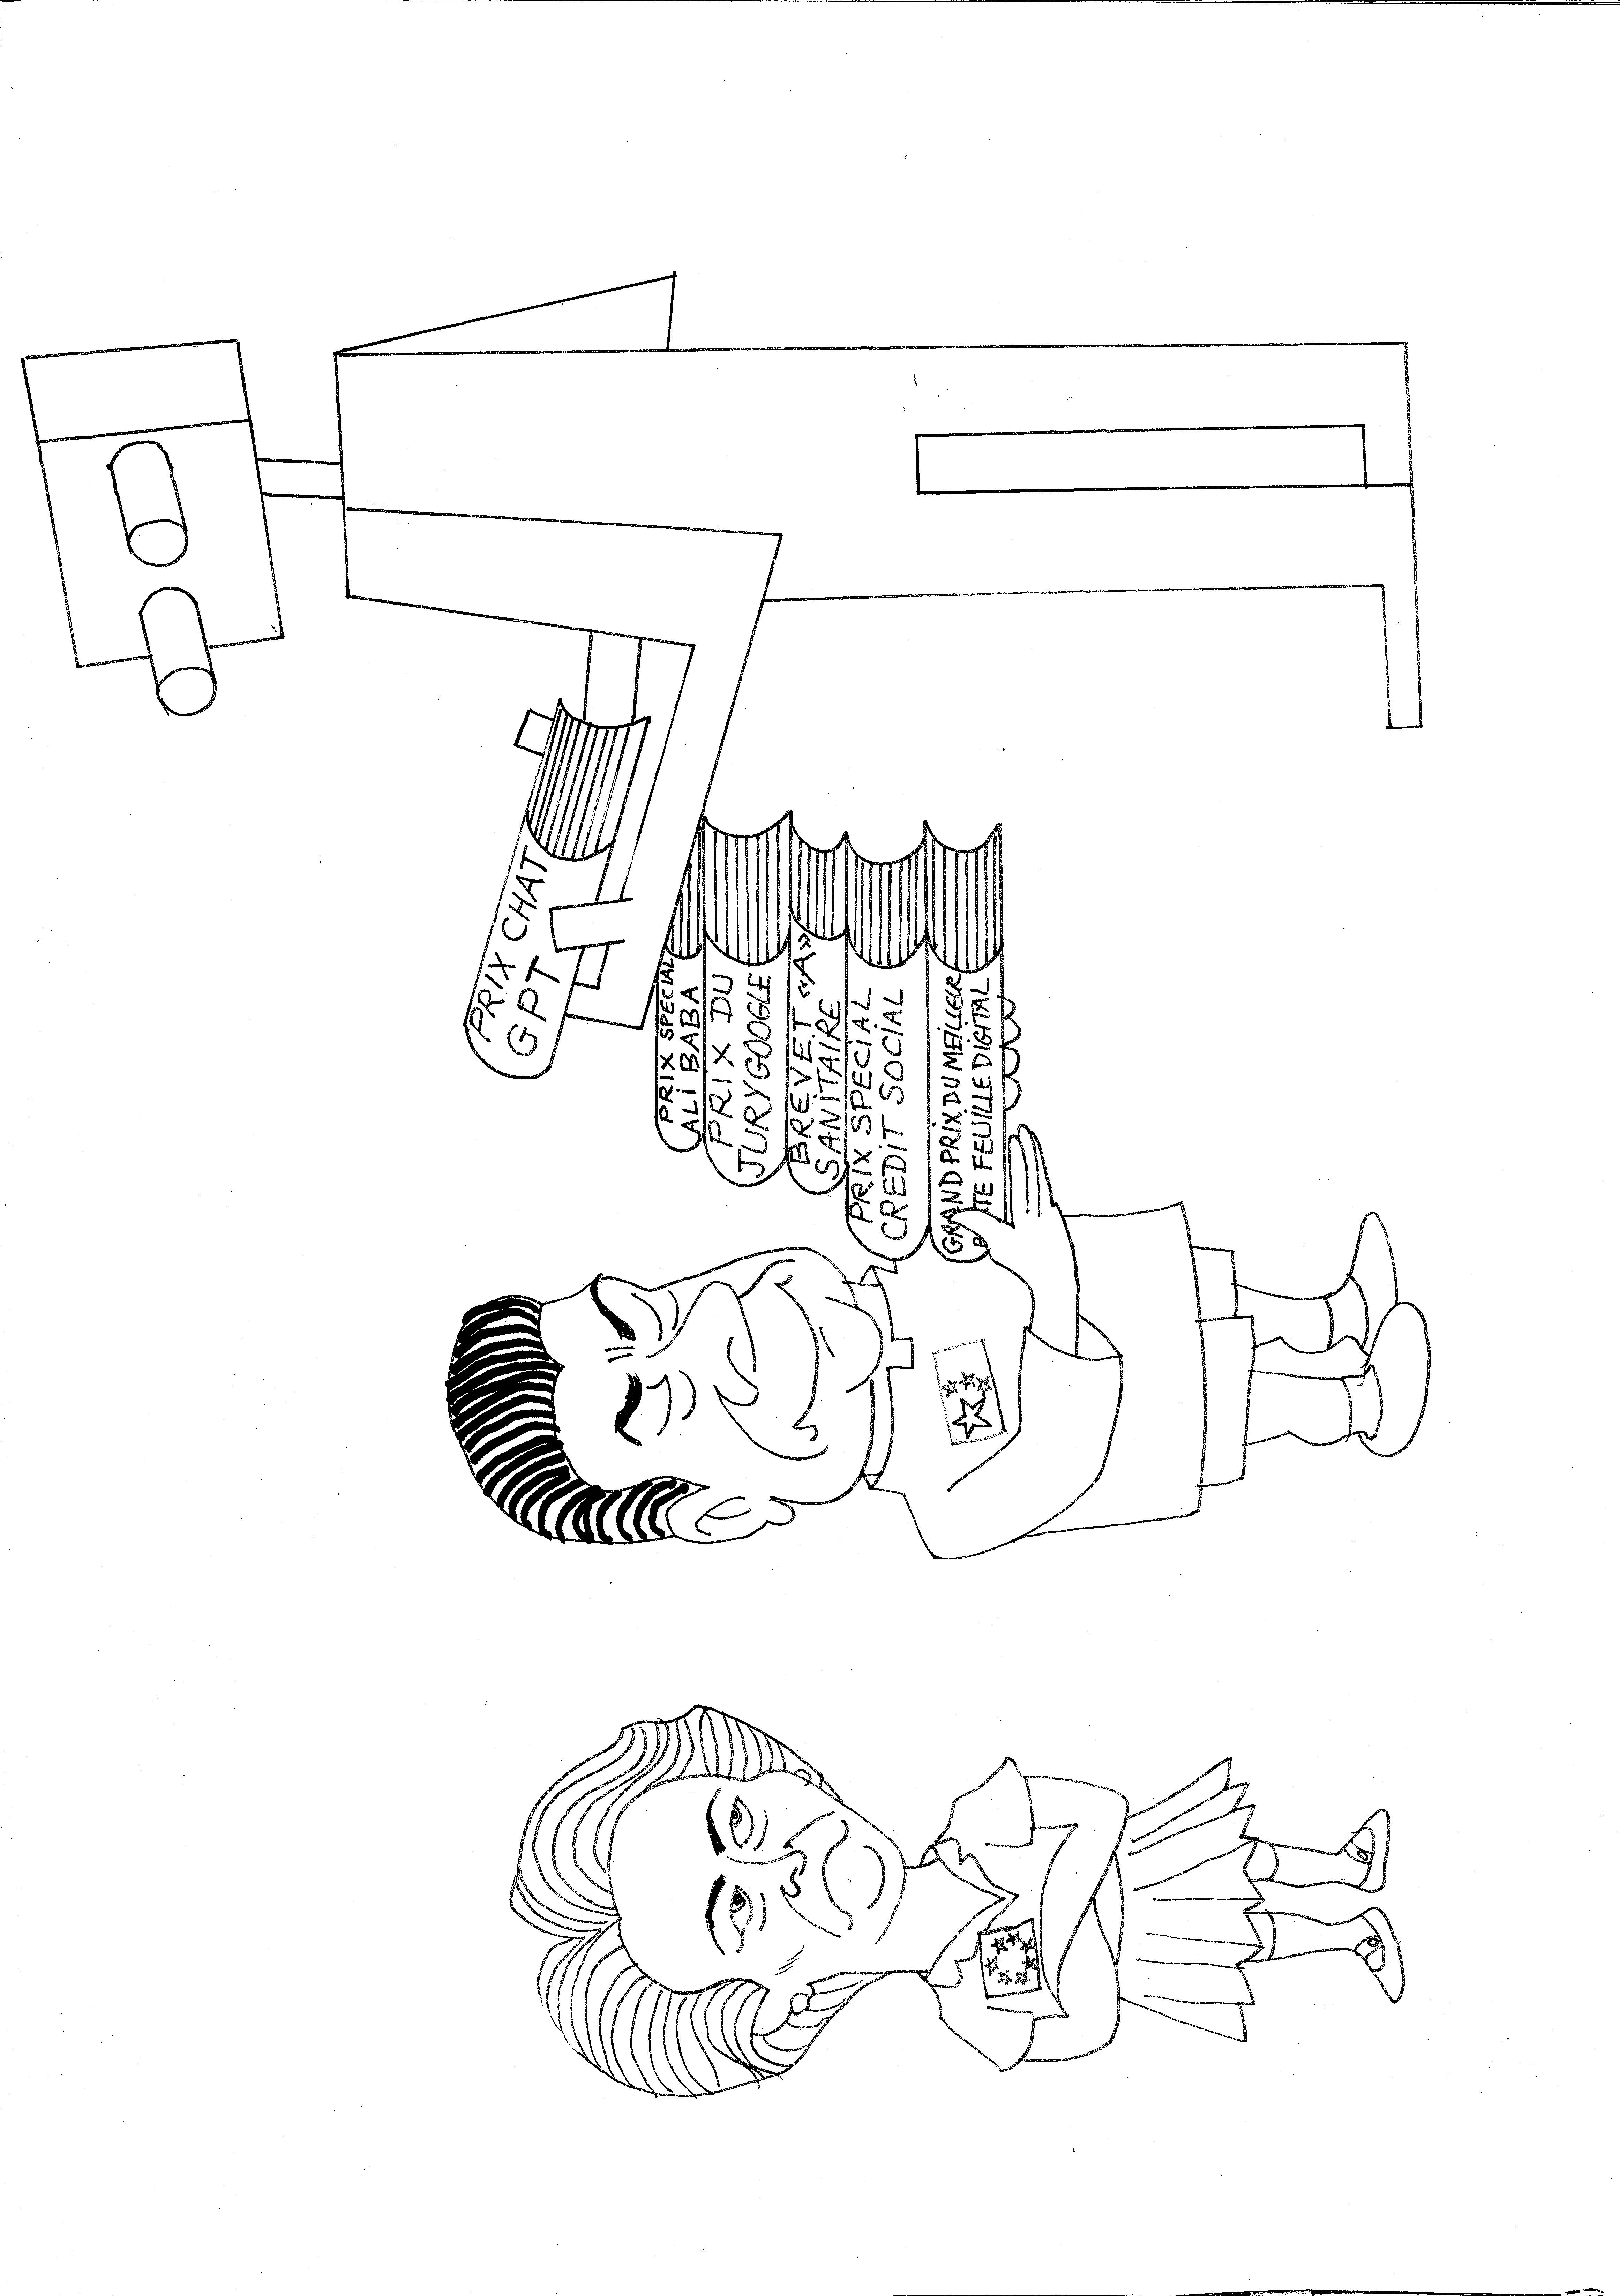 PRIX CHAT
GPT
PRIX SPECIAL
ALI BABA
PRIX DU
JURY GOOGLE
BREVET «A»
SANITAIRE
PRIX SPECIAL
CREDIT SOCIAL
GRAND PRIX DU MEILLEUR
TE FEUILLE DIGITAL